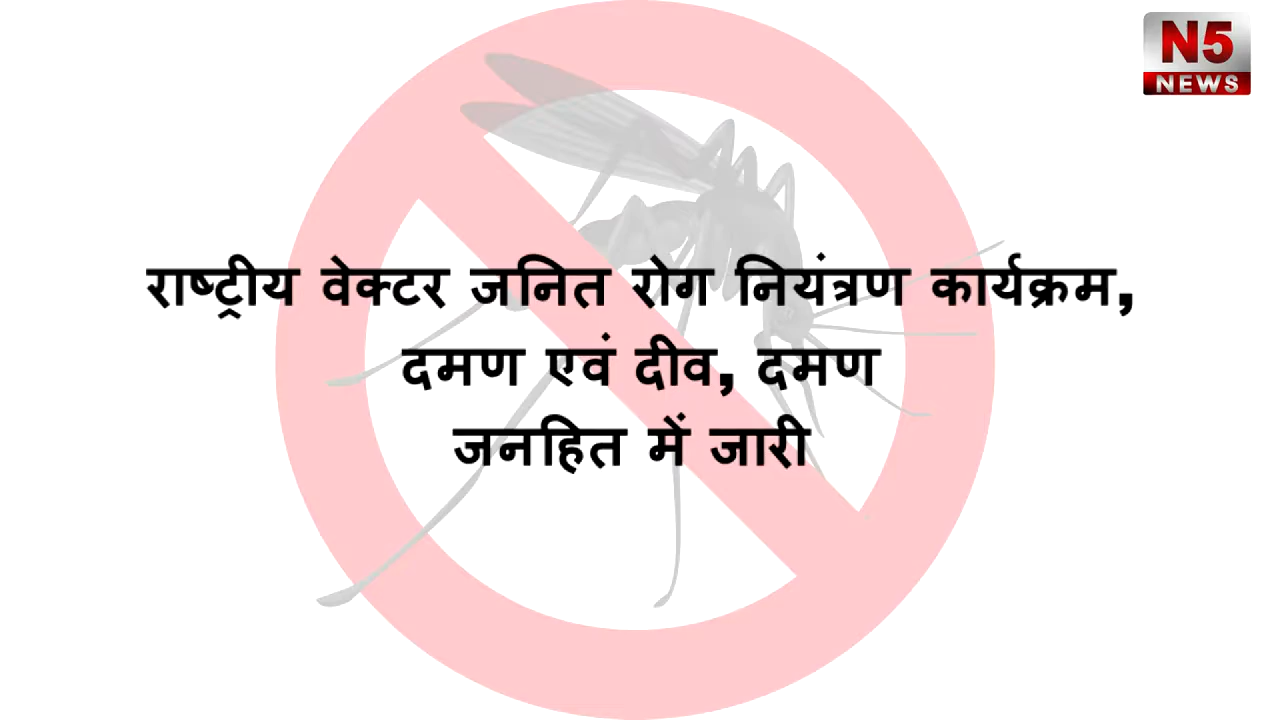 N5
NEWS
राष्ट्रीय वेक्टर जनित रोग नियंत्रण कार्यक्रम,
दमण एवं दीव, दमण
जनहित में जारी